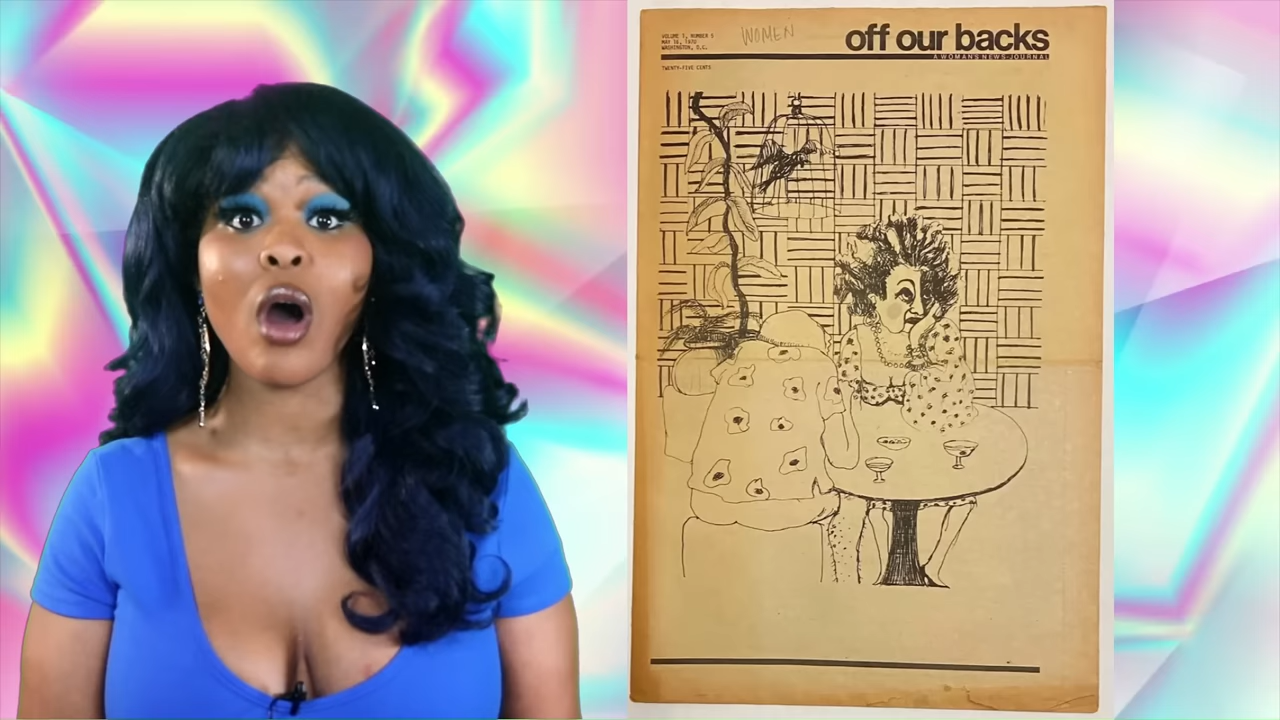 VOLUME 1, NUMBER 5
MAY 16, 1970
WASHINGTON, D.C.
WOMEN
off our backs
A WOMAN'S NEWS-JOURNAL
TWENTY-FIVE CENTS